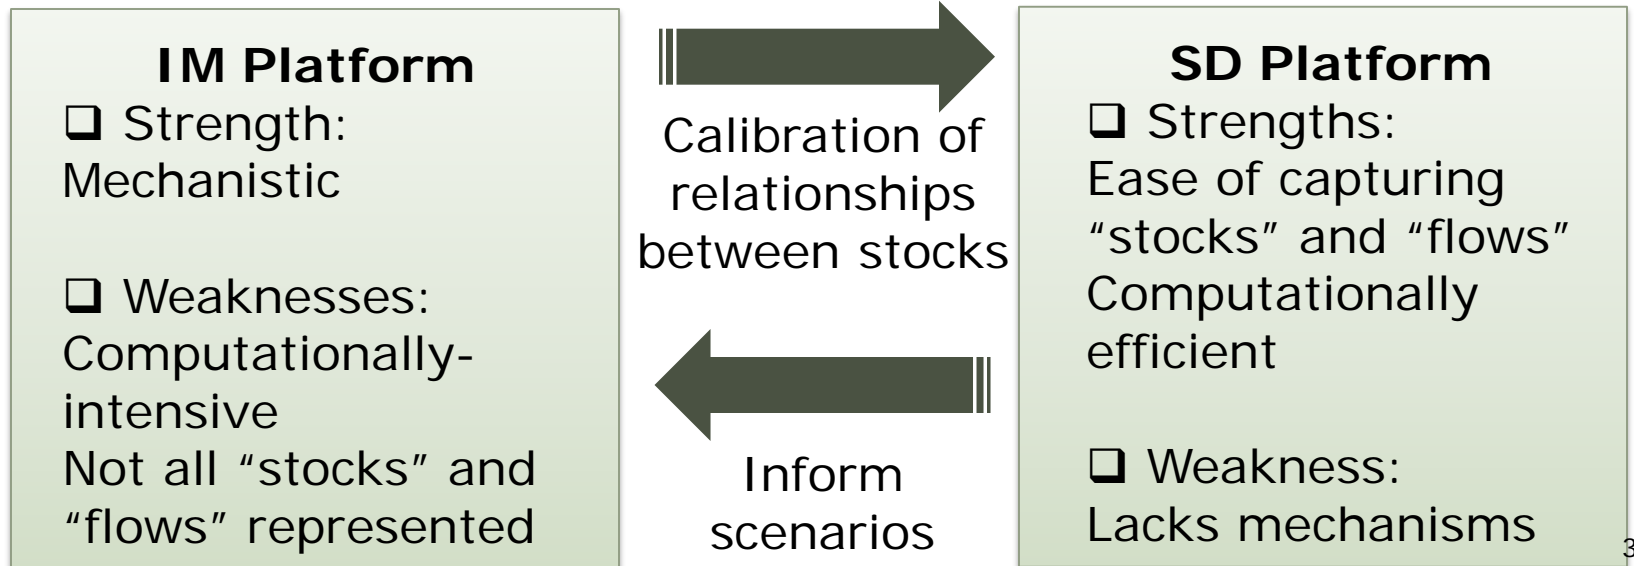 IM Platform
❑ Strength:
Mechanistic
❑ Weaknesses:
Computationally-
intensive
Not all “stocks” and
“flows” represented
Calibration of
relationships
between stocks
Inform
scenarios
SD Platform
❑ Strengths:
Ease of capturing
“stocks” and “flows”
Computationally
efficient
❑ Weakness:
Lacks mechanisms
3